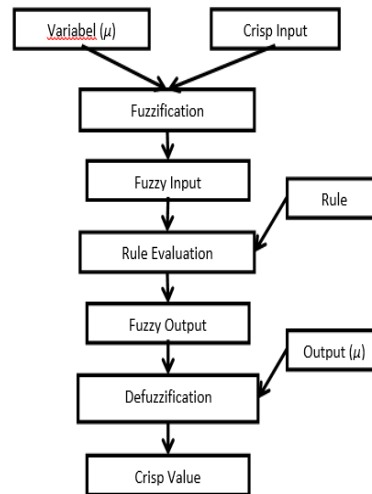 Variabel (μ)
Crisp Input
Fuzzification
Fuzzy Input
Rule
Rule Evaluation
Fuzzy Output
Output (μ)
Defuzzification
Crisp Value